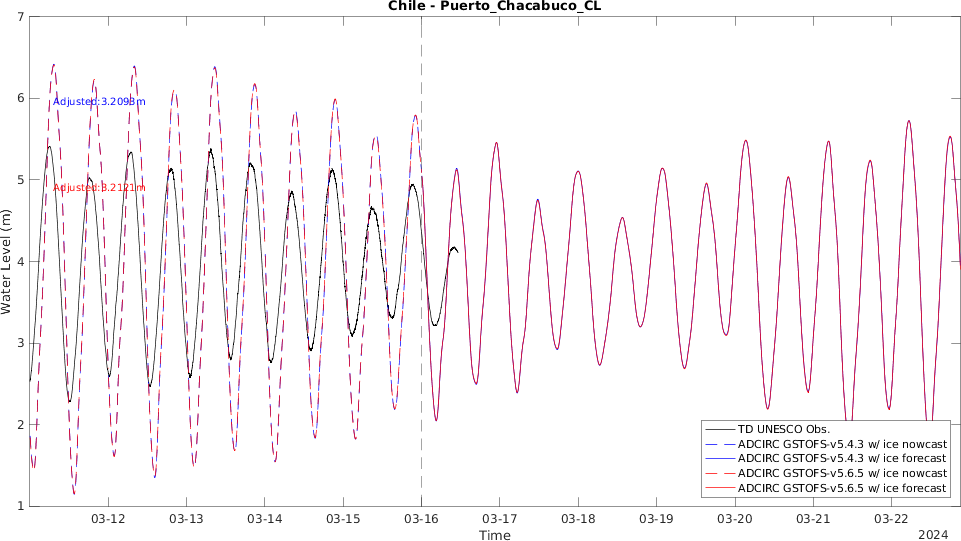 Chile - Puerto_Chacabuco_CL
7
6
5
4
3
2
1
Water Level (m)
Adjusted:3.2093m
Adjusted:3.2121m
TD UNESCO Obs.
ADCIRC GSTOFS-v5.4.3 w/ ice nowcast
ADCIRC GSTOFS-v5.4.3 w/ ice forecast
ADCIRC GSTOFS-v5.6.5 w/ ice nowcast
ADCIRC GSTOFS-v5.6.5 w/ ice forecast
03-12 03-13 03-14 03-15 03-16 03-17 03-18 03-19 03-20 03-21 03-22
Time
2024